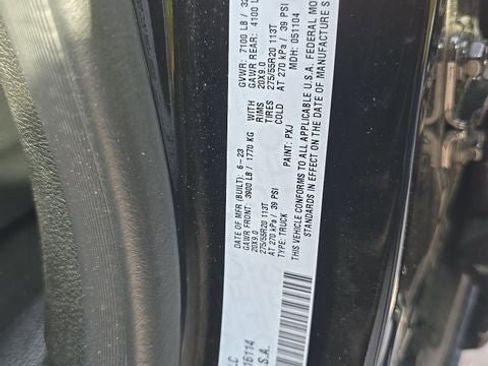 LC
16114
S.A.
DATE OF MFR (BUILT): 6-23
GVWR: 7100 LB / 32
GAWR FRONT: 3900 LB / 1770 KG
GAWR REAR: 4100 L
20X9.0 WITH
20X9.0
275/55R20 113T RIMS
275/55R20 113T
AT 270 kPa / 39 PSI TIRES
AT 270 kPa / 39 PSI
COLD
TYPE: TRUCK
MDH: 051104
PAINT: PXJ
THIS VEHICLE CONFORMS TO ALL APPLICABLE U.S.A. FEDERAL MO
STANDARDS IN EFFECT ON THE DATE OF MANUFACTURE S